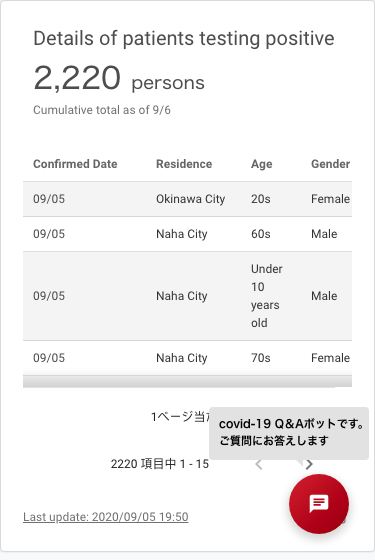 Details of patients testing positive
2,220 persons
Cumulative total as of 9/6
Confirmed Date Residence Age Gender
09/05 Okinawa City 20s Female
09/05 Naha City 60s Male
09/05 Naha City Under 10 years old Male
09/05 Naha City 70s Female
1ページ当
covid-19 Q&Aボットです。
ご質問にお答えします
2220 項目中 1 - 15
Last update: 2020/09/05 19:50